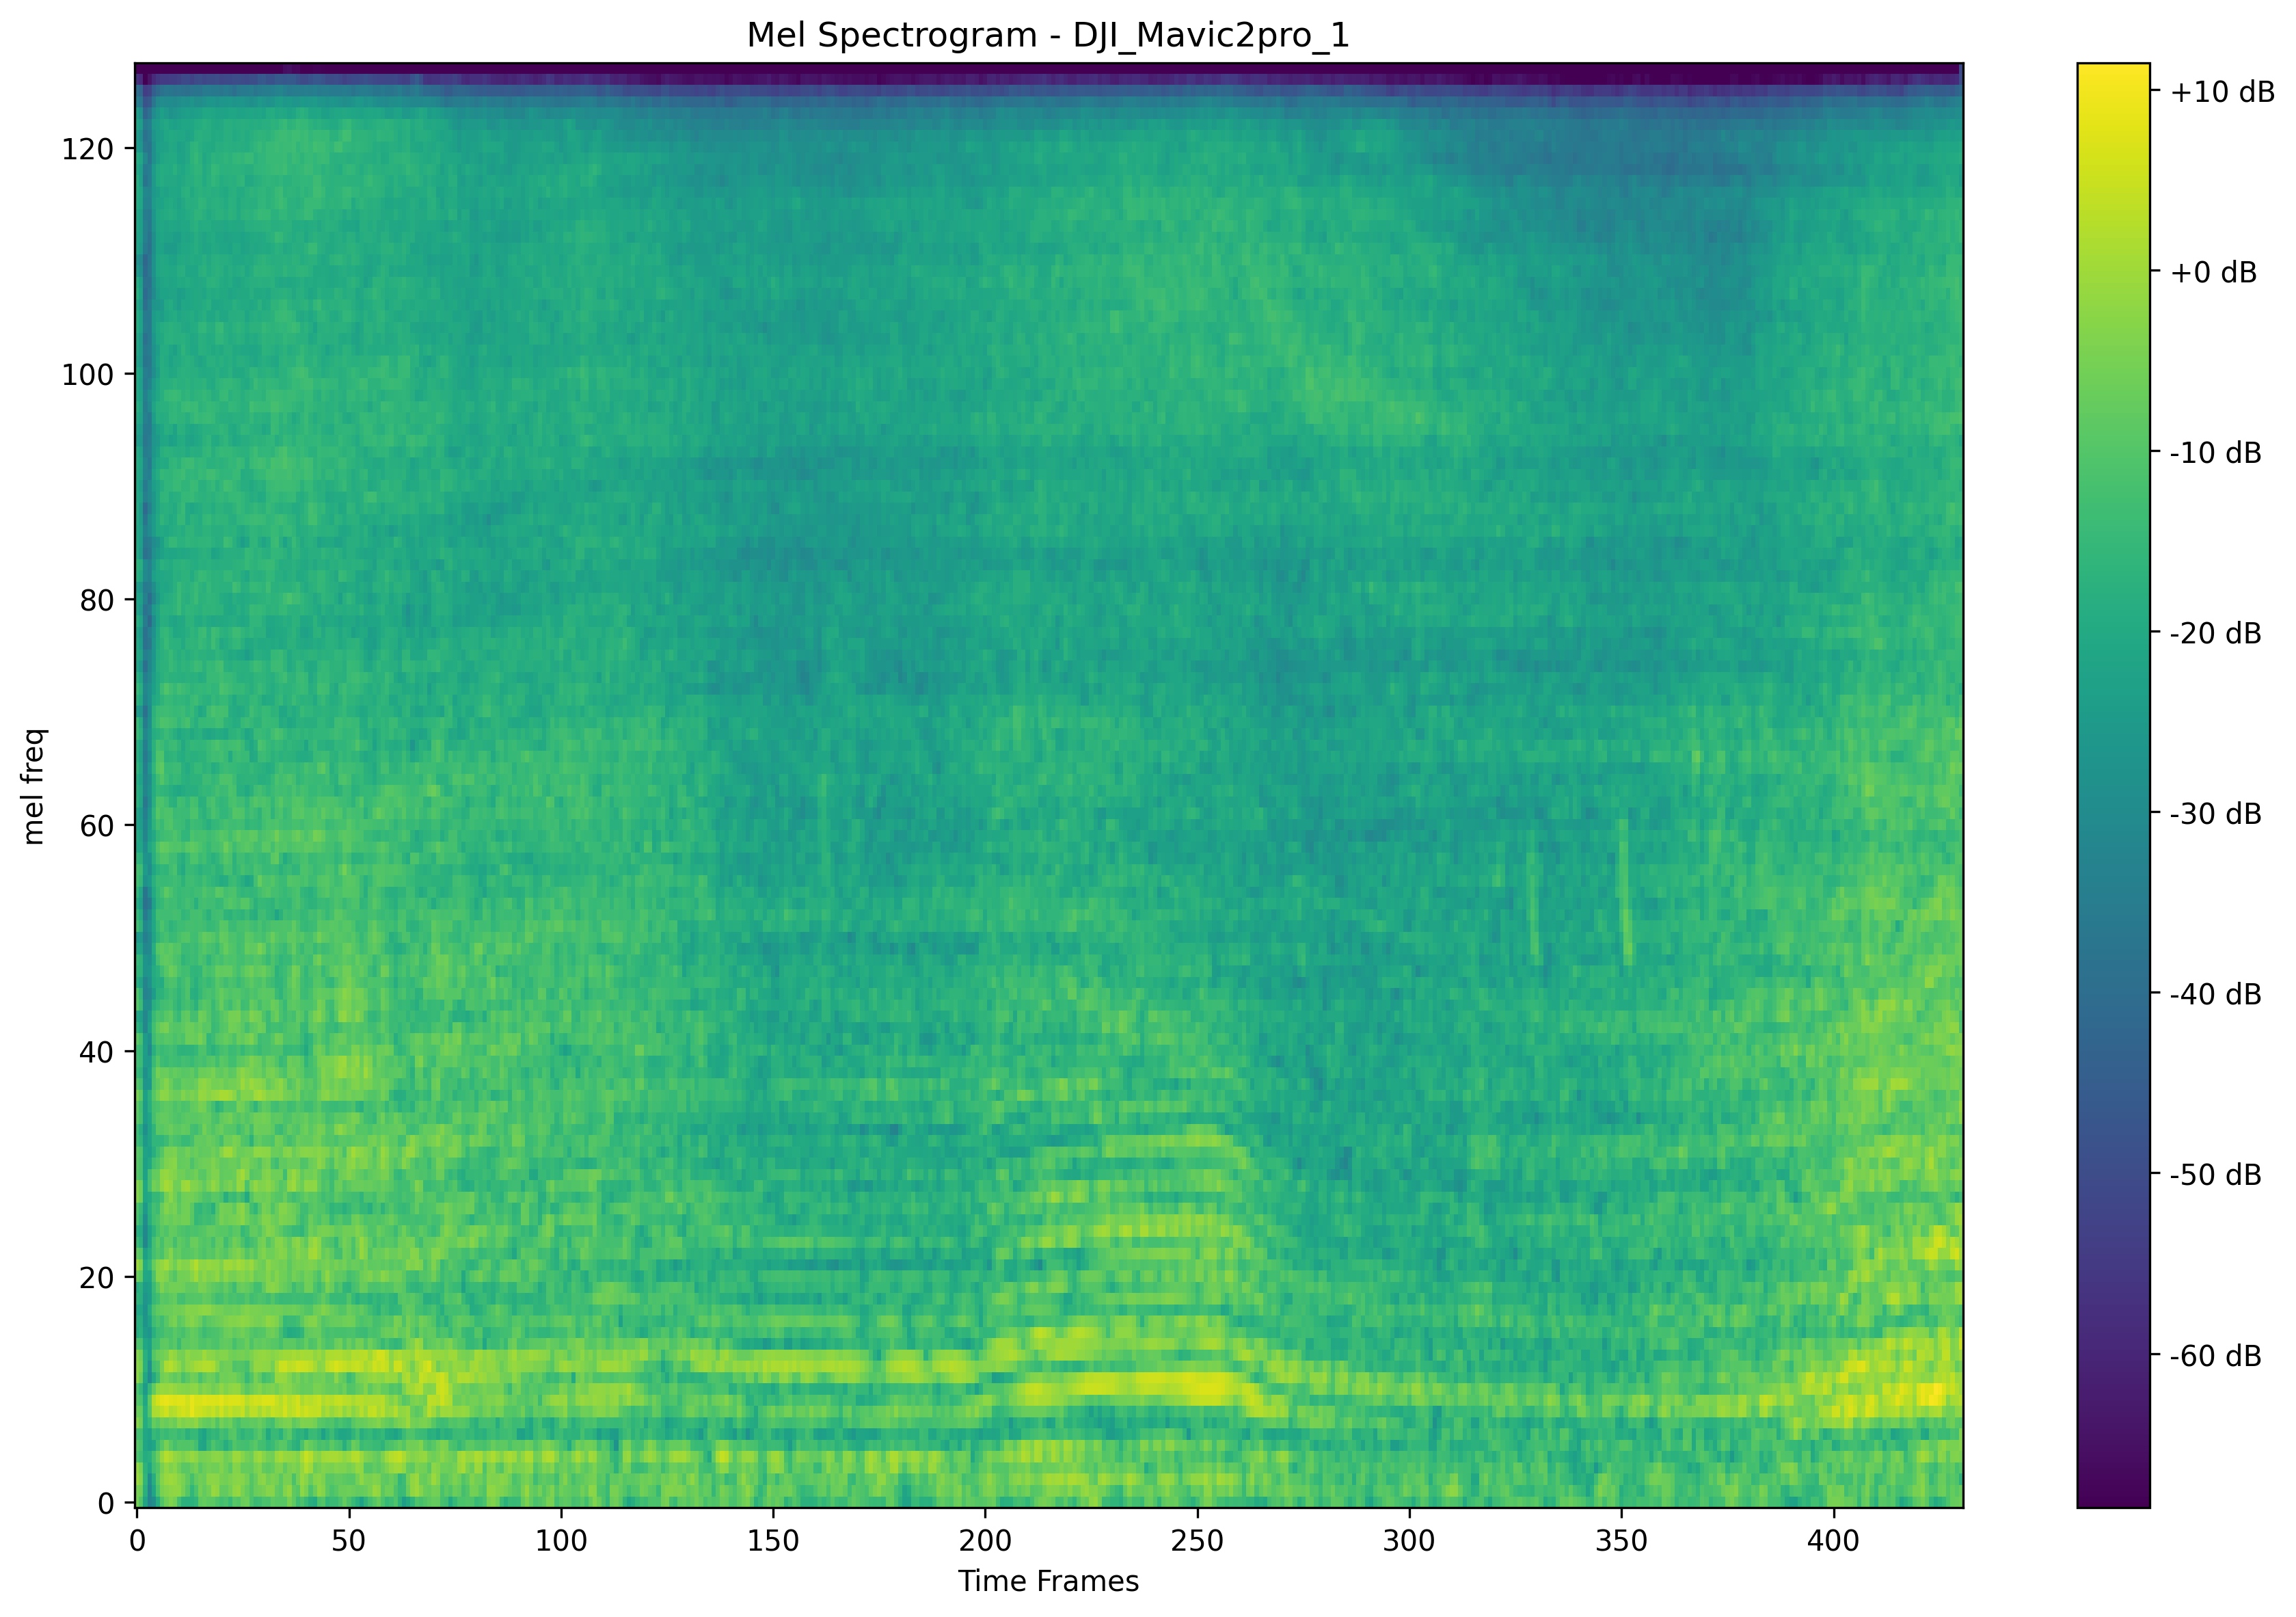 Mel Spectrogram - DJI_Mavic2pro_1
mel freq
120
100
80
60
40
20
0
0 50 100 150 200 250 300 350 400
Time Frames
+10 dB
+0 dB
-10 dB
-20 dB
-30 dB
-40 dB
-50 dB
-60 dB